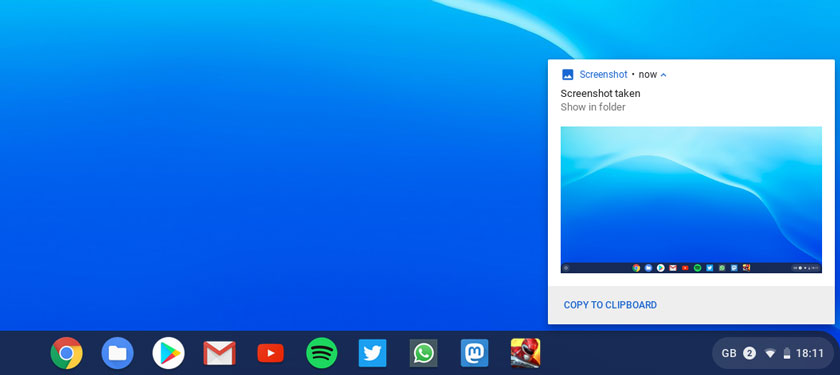 Screenshot • now
Screenshot taken
Show in folder
COPY TO CLIPBOARD
GB 2 18:11